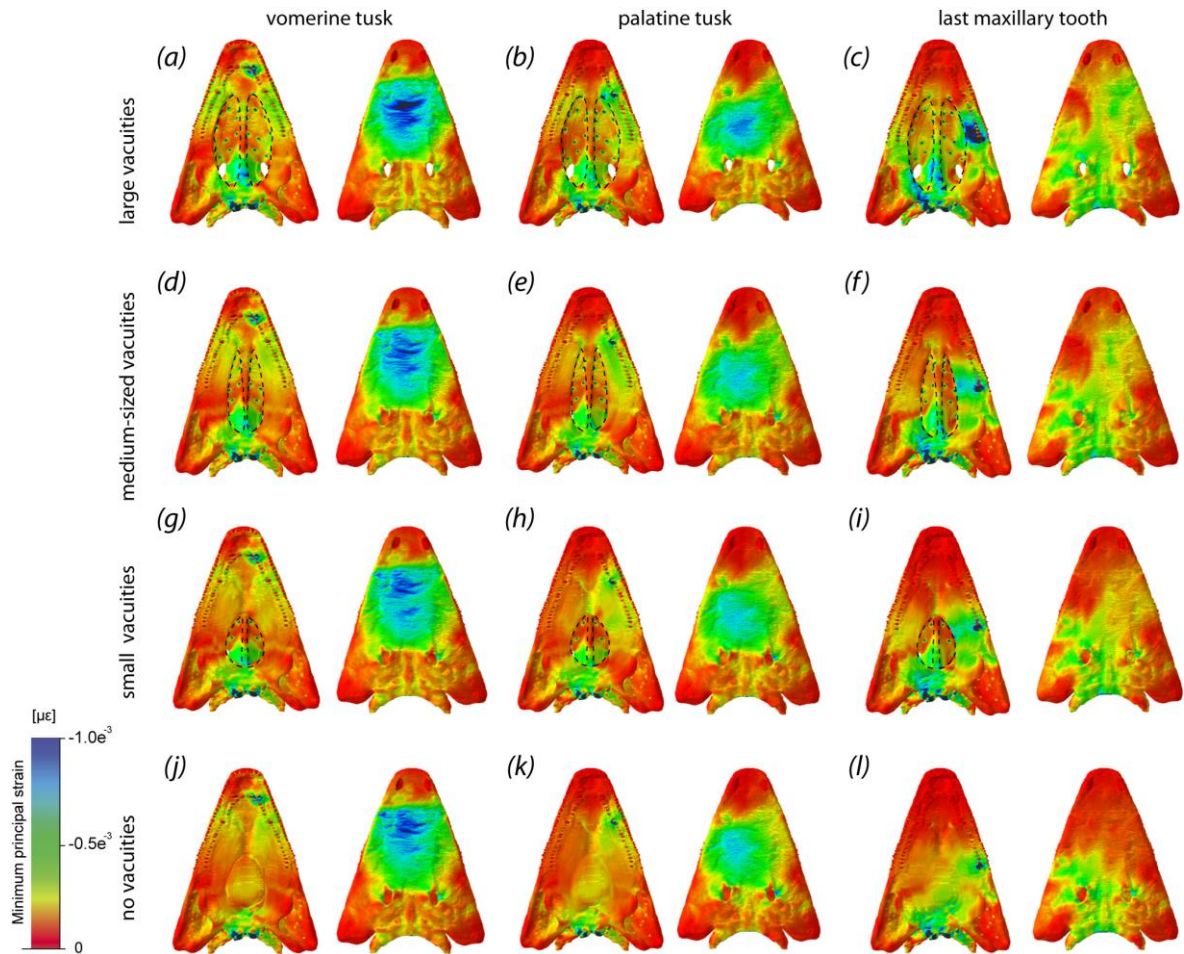 vomerine tusk palatine tusk last maxillary tooth
large vacuities
(a) (b) (c)
medium-sized vacuities
(d) (e) (f)
small vacuities
(g) (h) (i)
no vacuities
(j) (k) (l)
[µε]
Minimum principal strain
-1.0e⁻³
-0.5e⁻³
0